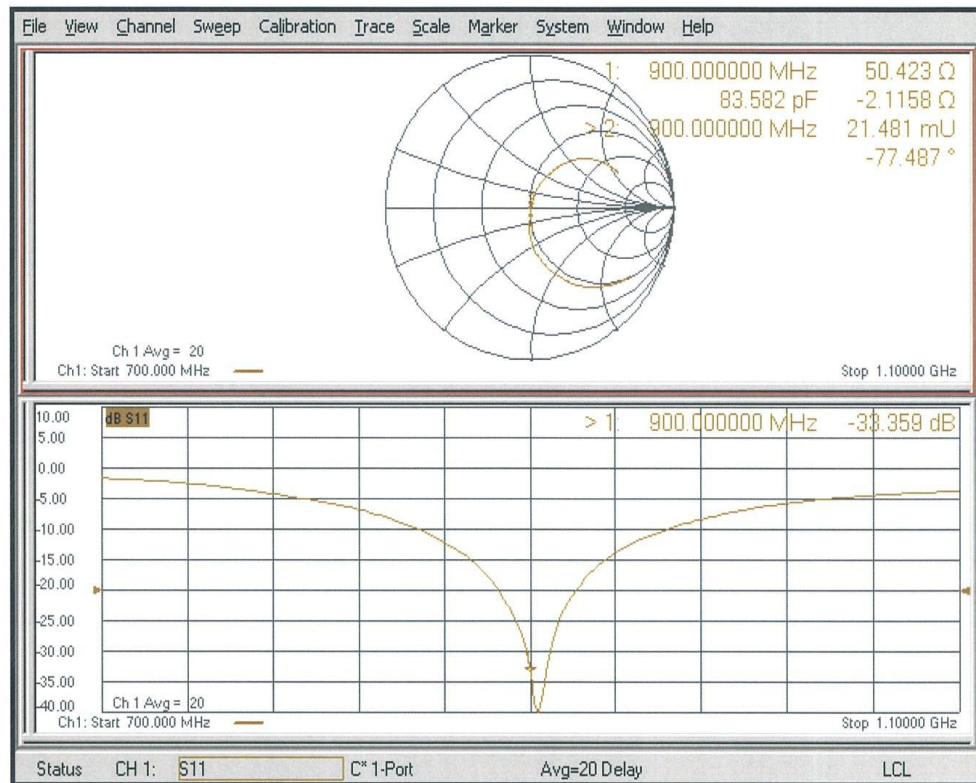 File View Channel Sweep Calibration Trace Scale Marker System Window Help
1: 900.000000 MHz 50.423 Ω
83.582 pF -2.1158 Ω
> 2: 900.000000 MHz 21.481 mU
-77.487 °
Ch 1 Avg = 20
Ch1: Start 700.000 MHz Stop 1.10000 GHz
10.00 dB S11 > 1: 900.000000 MHz -33.359 dB
5.00
0.00
-5.00
-10.00
-15.00
-20.00
-25.00
-30.00
-35.00
-40.00 Ch 1 Avg = 20
Ch1: Start 700.000 MHz Stop 1.10000 GHz
Status CH 1: S11 C* 1-Port Avg=20 Delay LCL